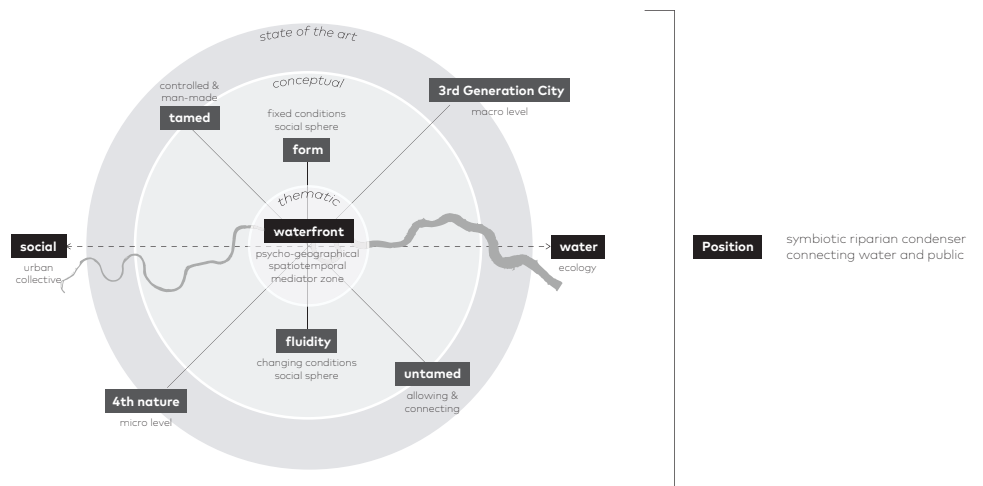 state of the art
conceptual
controlled &
man-made
tamed
3rd Generation City
macro level
fixed conditions
social sphere
form
thematic
waterfront
psycho-geographical
spatiotemporal
mediator zone
social
urban
collective
water
ecology
Position
symbiotic riparian condenser
connecting water and public
fluidity
changing conditions
social sphere
untamed
allowing &
connecting
4th nature
micro level